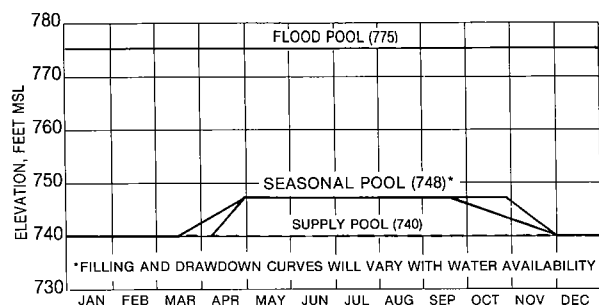 780
FLOOD POOL (775)
770
760
ELEVATION, FEET MSL
750
SEASONAL POOL (748)*
SUPPLY POOL (740)
740
*FILLING AND DRAWDOWN CURVES WILL VARY WITH WATER AVAILABILITY
730
JAN FEB MAR APR MAY JUN JUL AUG SEP OCT NOV DEC